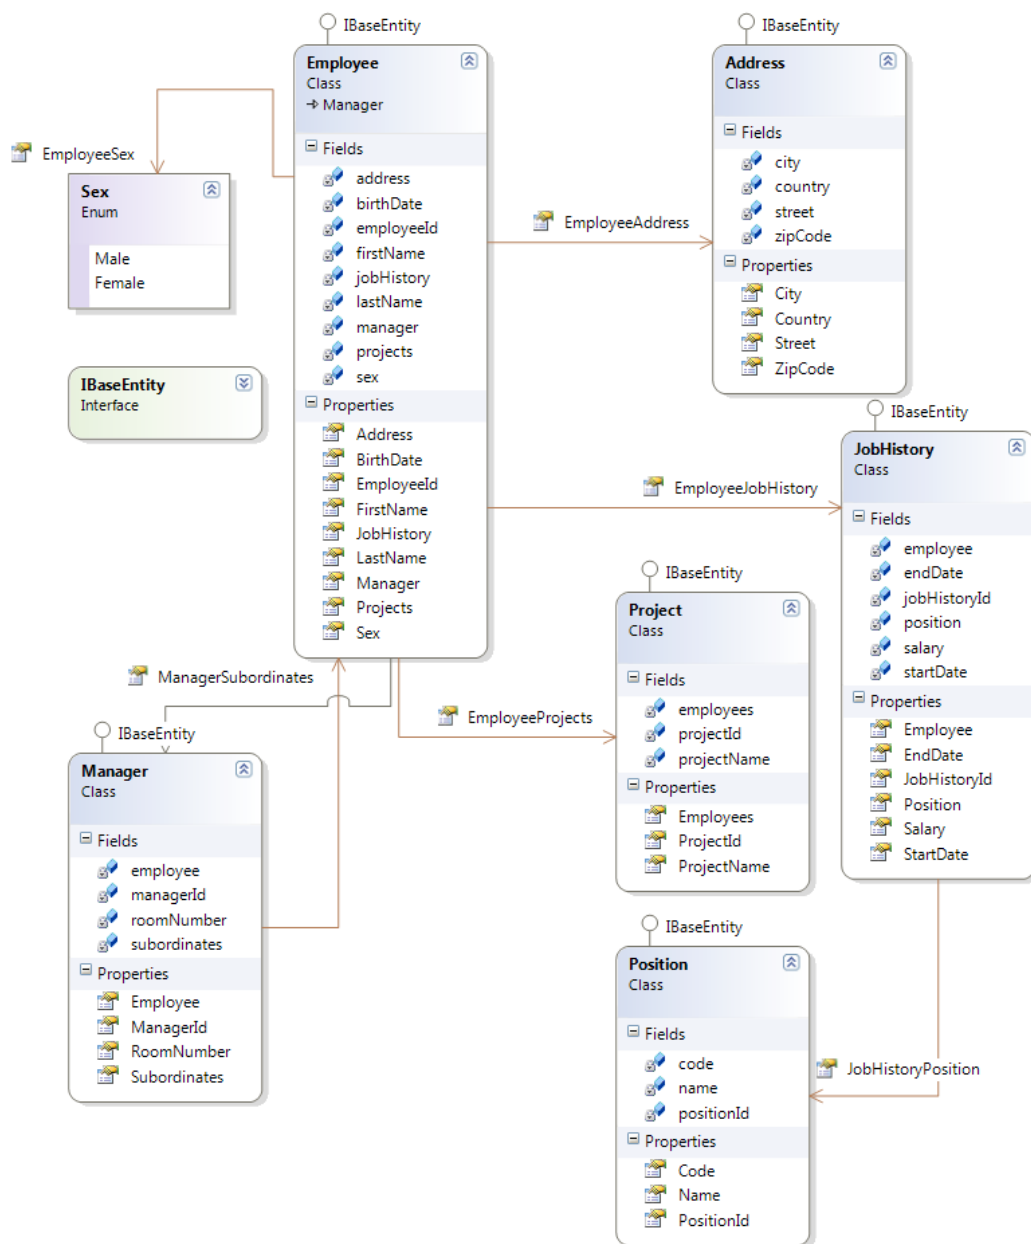 IBaseEntity
Employee
Class
Manager
Fields
address
birthDate
employeeId
firstName
jobHistory
lastName
manager
projects
sex
Properties
Address
BirthDate
EmployeeId
FirstName
JobHistory
LastName
Manager
Projects
Sex
IBaseEntity
Address
Class
Fields
city
country
street
zipCode
Properties
City
Country
Street
ZipCode
EmployeeSex
Sex
Enum
Male
Female
EmployeeAddress
IBaseEntity
Interface
IBaseEntity
JobHistory
Class
Fields
employee
endDate
jobHistoryId
position
salary
startDate
Properties
Employee
EndDate
JobHistoryId
Position
Salary
StartDate
EmployeeJobHistory
IBaseEntity
Project
Class
Fields
employees
projectId
projectName
Properties
Employees
ProjectId
ProjectName
ManagerSubordinates
EmployeeProjects
IBaseEntity
Manager
Class
Fields
employee
managerId
roomNumber
subordinates
Properties
Employee
ManagerId
RoomNumber
Subordinates
IBaseEntity
Position
Class
Fields
code
name
positionId
Properties
Code
Name
PositionId
JobHistoryPosition